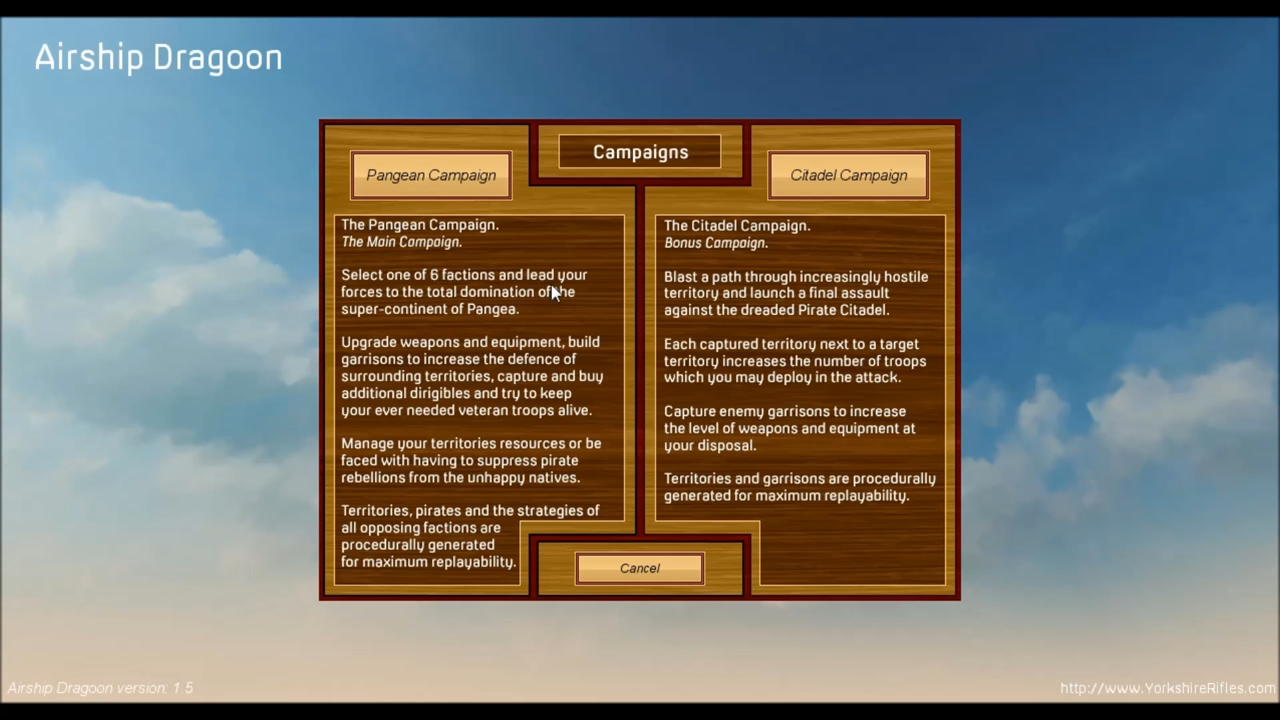 Airship Dragoon
Campaigns
Pangean Campaign
The Pangean Campaign.
The Main Campaign.
Select one of 6 factions and lead your
forces to the total domination of the
super-continent of Pangea.
Upgrade weapons and equipment, build
garrisons to increase the defence of
surrounding territories, capture and buy
additional dirigibles and try to keep
your ever needed veteran troops alive.
Manage your territories resources or be
faced with having to suppress pirate
rebellions from the unhappy natives.
Territories, pirates and the strategies of
all opposing factions are
procedurally generated
for maximum replayability.
Citadel Campaign
The Citadel Campaign.
Bonus Campaign.
Blast a path through increasingly hostile
territory and launch a final assault
against the dreaded Pirate Citadel.
Each captured territory next to a target
territory increases the number of troops
which you may deploy in the attack.
Capture enemy garrisons to increase
the level of weapons and equipment at
your disposal.
Territories and garrisons are procedurally
generated for maximum replayability.
Cancel
Airship Dragoon version: 1.5
http://www.YorkshireRifles.com